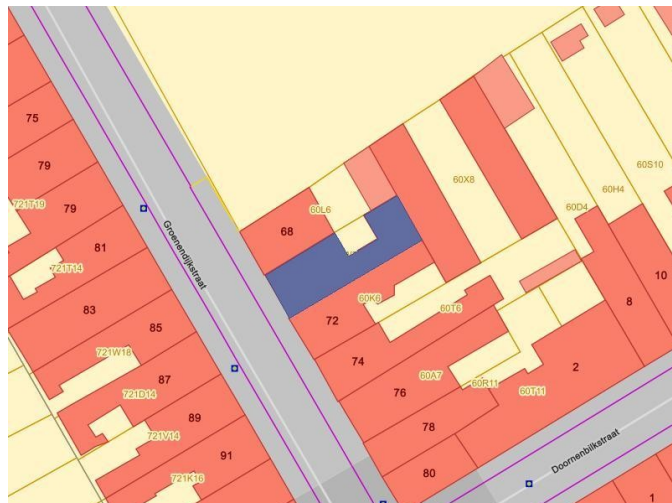 75
79
721T19
79
721T14
81
83
85
721W18
87
721D14
89
721V14
91
721K16
Groenendijkstraat
60L6
68
60X8
60S10
60H4
60D4
60K6
72
60T6
74
10
8
60A7
76
60R11
2
60T11
78
80
Doornenbilkstraat
1